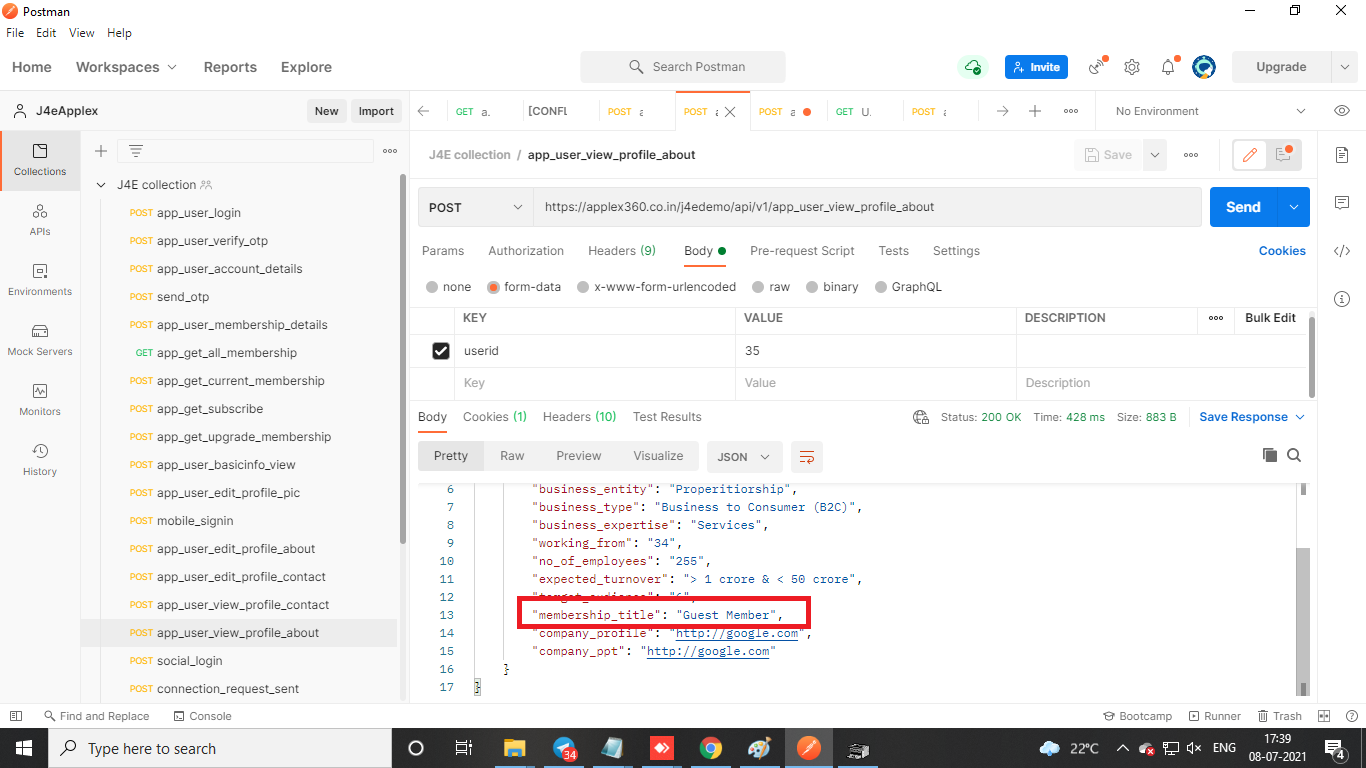 Postman
File Edit View Help
Home Workspaces Reports Explore Search Postman Invite Upgrade
J4eApplex New Import
GET a. [CONFL POST POST POST GET U. POST No Environment
Collections
APIs
Environments
Mock Servers
Monitors
History
J4E collection
POST app_user_login
POST app_user_verify_otp
POST app_user_account_details
POST send_otp
POST app_user_membership_details
GET app_get_all_membership
POST app_get_current_membership
POST app_get_subscribe
POST app_get_upgrade_membership
POST app_user_basicinfo_view
POST app_user_edit_profile_pic
POST mobile_signin
POST app_user_edit_profile_about
POST app_user_edit_profile_contact
POST app_user_view_profile_contact
POST app_user_view_profile_about
POST social_login
POST connection_request_sent
J4E collection / app_user_view_profile_about Save
POST https://applex360.co.in/j4edemo/api/v1/app_user_view_profile_about Send
Params Authorization Headers (9) Body Pre-request Script Tests Settings Cookies
none form-data x-www-form-urlencoded raw binary GraphQL
KEY VALUE DESCRIPTION Bulk Edit
userid 35
Key Value Description
Body Cookies (1) Headers (10) Test Results Status: 200 OK Time: 428 ms Size: 883 B Save Response
Pretty Raw Preview Visualize JSON
6 "business_entity": "Properitiorship",
7 "business_type": "Business to Consumer (B2C)",
8 "business_expertise": "Services",
9 "working_from": "34",
10 "no_of_employees": "255",
11 "expected_turnover": "> 1 crore & < 50 crore",
12 "target_audience": "6",
13 "membership_title": "Guest Member",
14 "company_profile": "http://google.com",
15 "company_ppt": "http://google.com"
16 }
17 }
Find and Replace Console Bootcamp Runner Trash
Type here to search 34 22°C ENG 17:39
08-07-2021 4